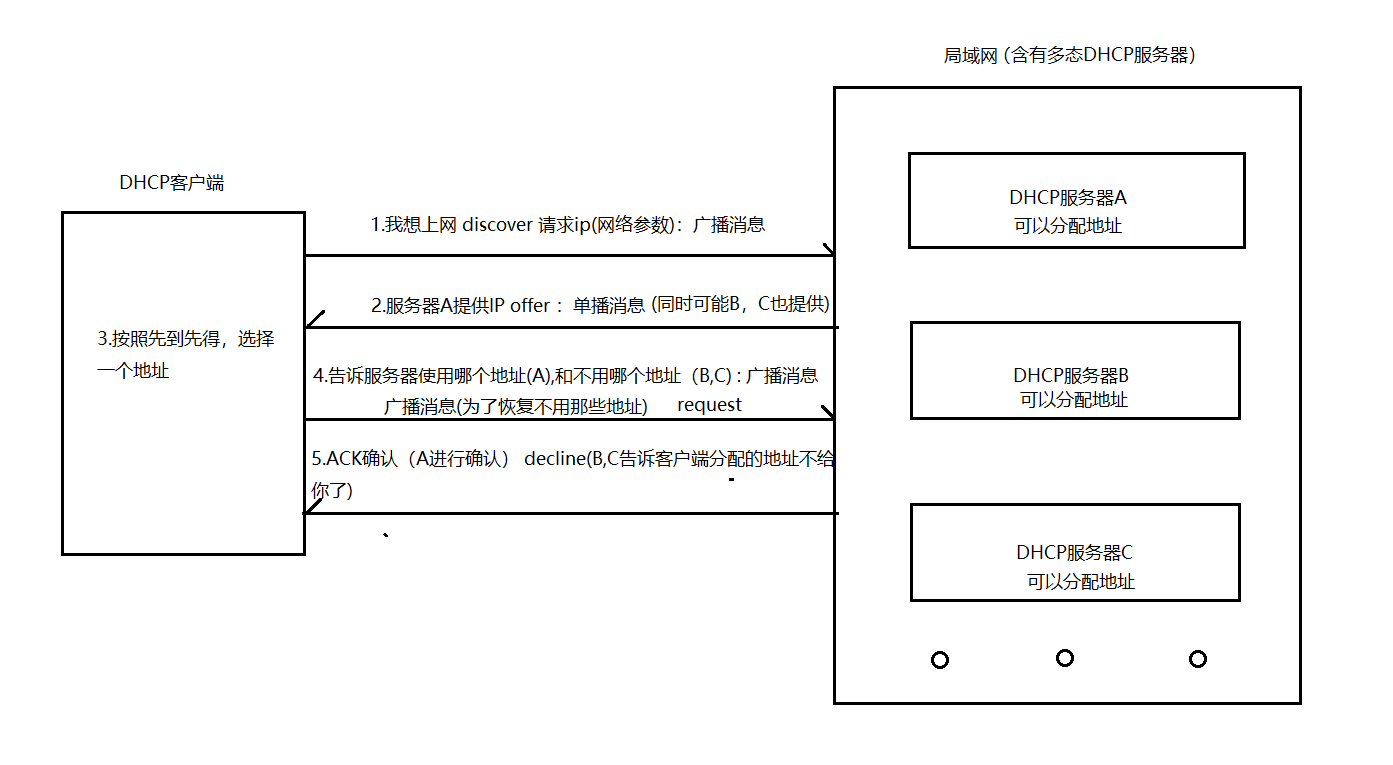 局域网（含有多态DHCP服务器）
DHCP客户端
1.我想上网 discover 请求ip(网络参数)：广播消息
2.服务器A提供IP offer ：单播消息 (同时可能B，C也提供)
3.按照先到先得，选择
一个地址
4.告诉服务器使用哪个地址(A),和不用哪个地址（B,C) : 广播消息
广播消息(为了恢复不用那些地址) request
5.ACK确认（A进行确认） decline(B,C告诉客户端分配的地址不给
你了)
DHCP服务器A
可以分配地址
DHCP服务器B
可以分配地址
DHCP服务器C
可以分配地址